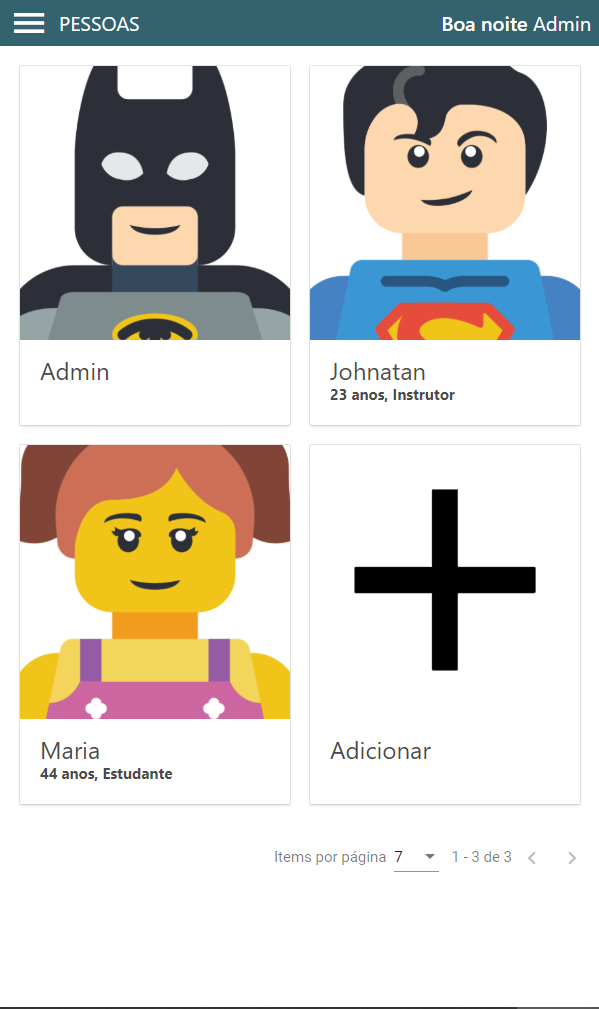 PESSOAS
Boa noite Admin
Admin
Johnatan
23 anos, Instrutor
Maria
44 anos, Estudante
Adicionar
Items por página 7 1 - 3 de 3